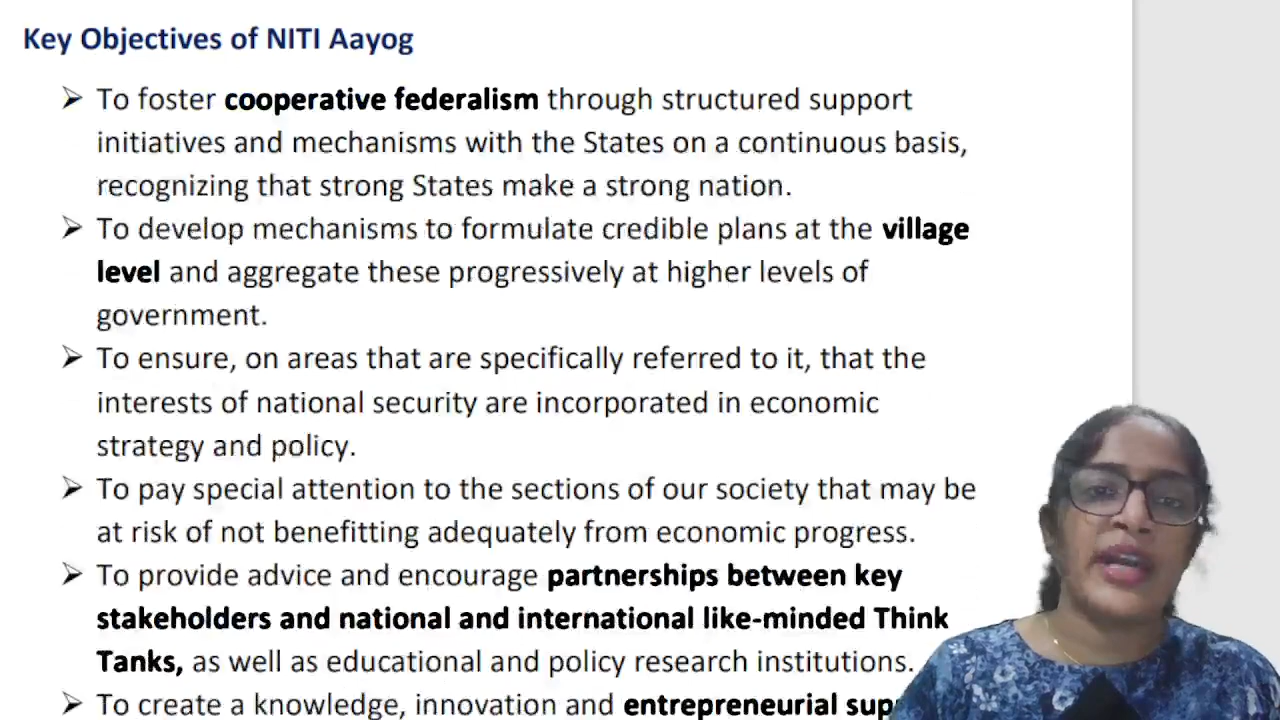 Key Objectives of NITI Aayog
➤ To foster cooperative federalism through structured support
initiatives and mechanisms with the States on a continuous basis,
recognizing that strong States make a strong nation.
➤ To develop mechanisms to formulate credible plans at the village
level and aggregate these progressively at higher levels of
government.
➤ To ensure, on areas that are specifically referred to it, that the
interests of national security are incorporated in economic
strategy and policy.
➤ To pay special attention to the sections of our society that may be
at risk of not benefitting adequately from economic progress.
➤ To provide advice and encourage partnerships between key
stakeholders and national and international like-minded Think
Tanks, as well as educational and policy research institutions.
➤ To create a knowledge, innovation and entrepreneurial